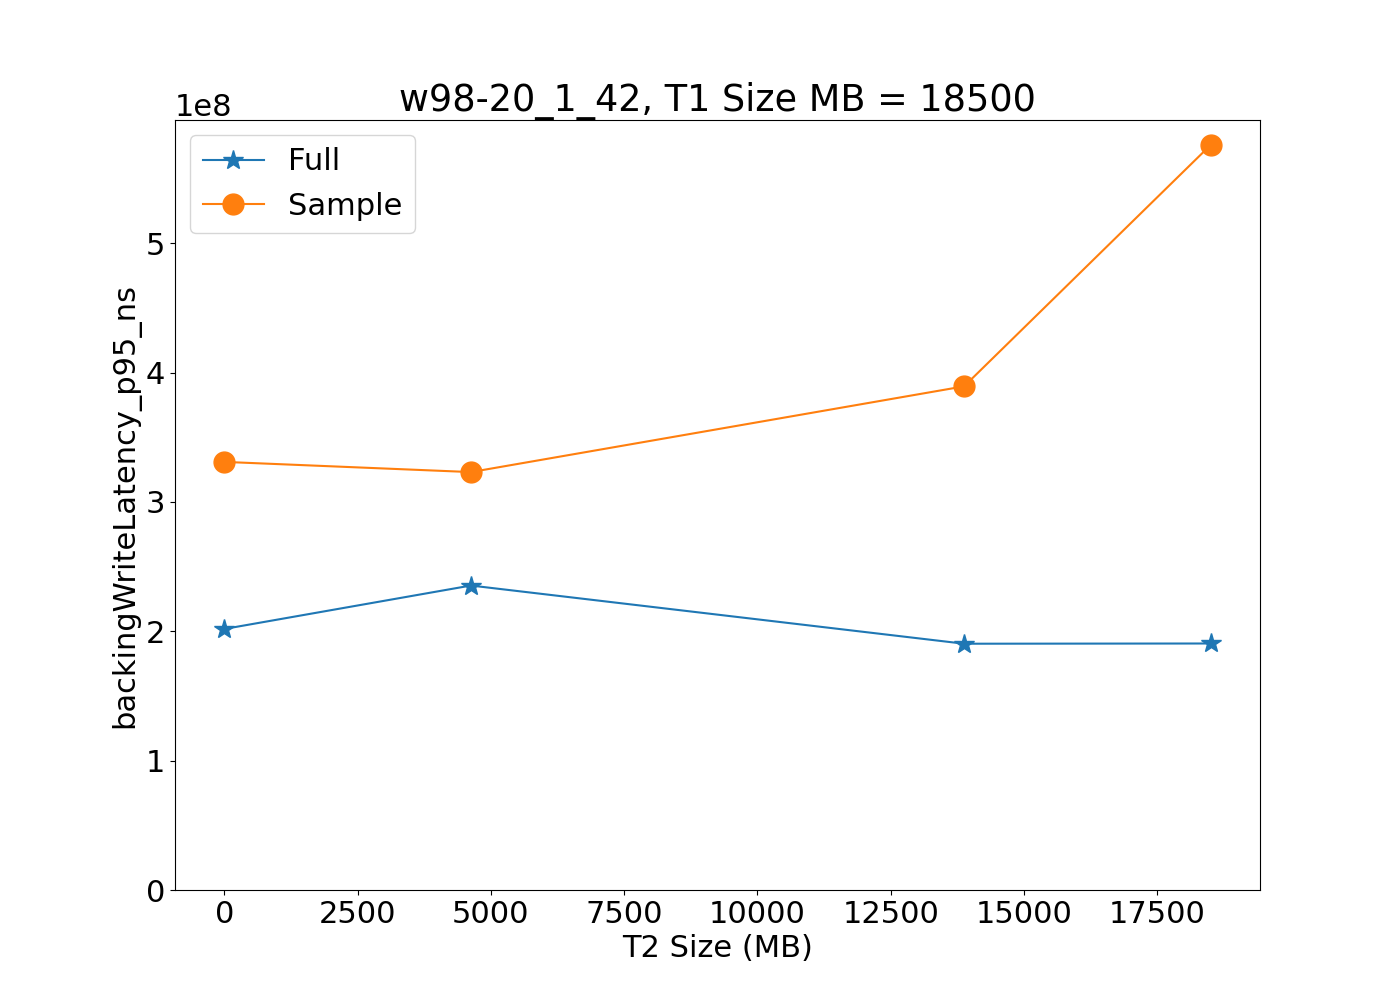 w98-20_1_42, T1 Size MB = 18500
1e8
Full
Sample
5
4
3
2
1
0
backingWriteLatency_p95_ns
0 2500 5000 7500 10000 12500 15000 17500
T2 Size (MB)